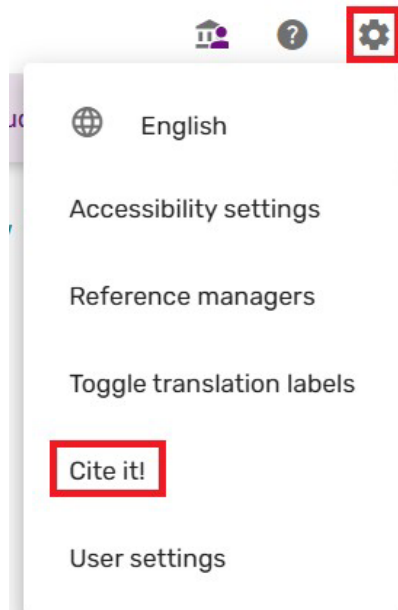 ?
English
Accessibility settings
Reference managers
Toggle translation labels
Cite it!
User settings